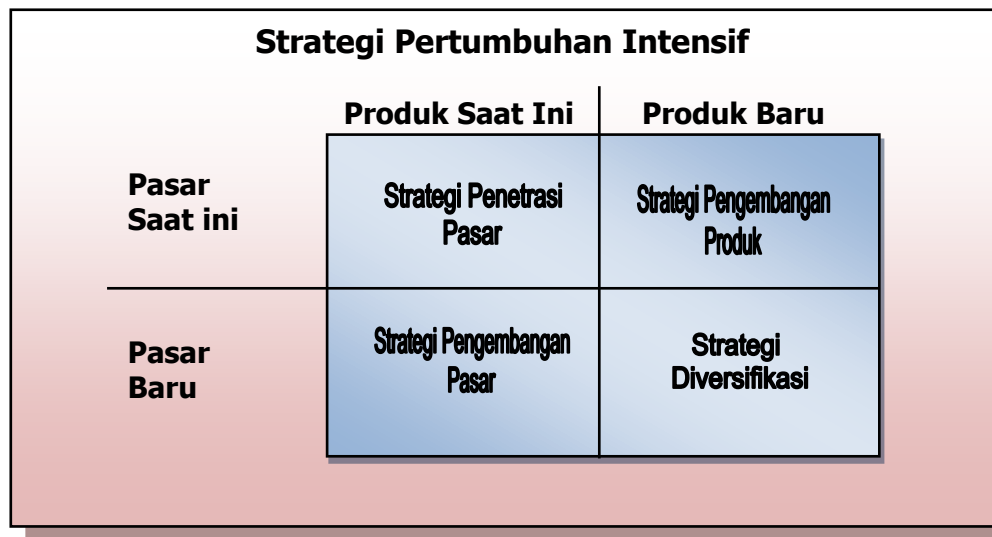 Strategi Pertumbuhan Intensif
Produk Saat Ini
Produk Baru
Pasar
Saat ini
Strategi Penetrasi
Pasar
Strategi Pengembangan
Produk
Pasar
Baru
Strategi Pengembangan
Pasar
Strategi
Diversifikasi